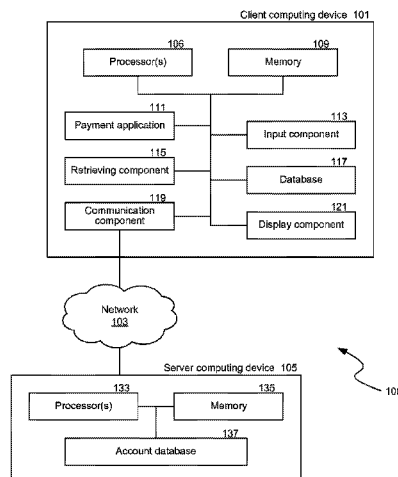 Client computing device 101
106
109
Processor(s)
Memory
111
113
Payment application
Input component
115
117
Retrieving component
Database
119
121
Communication
component
Display component
Network
103
Server computing device 105
133
135
Processor(s)
Memory
137
Account database